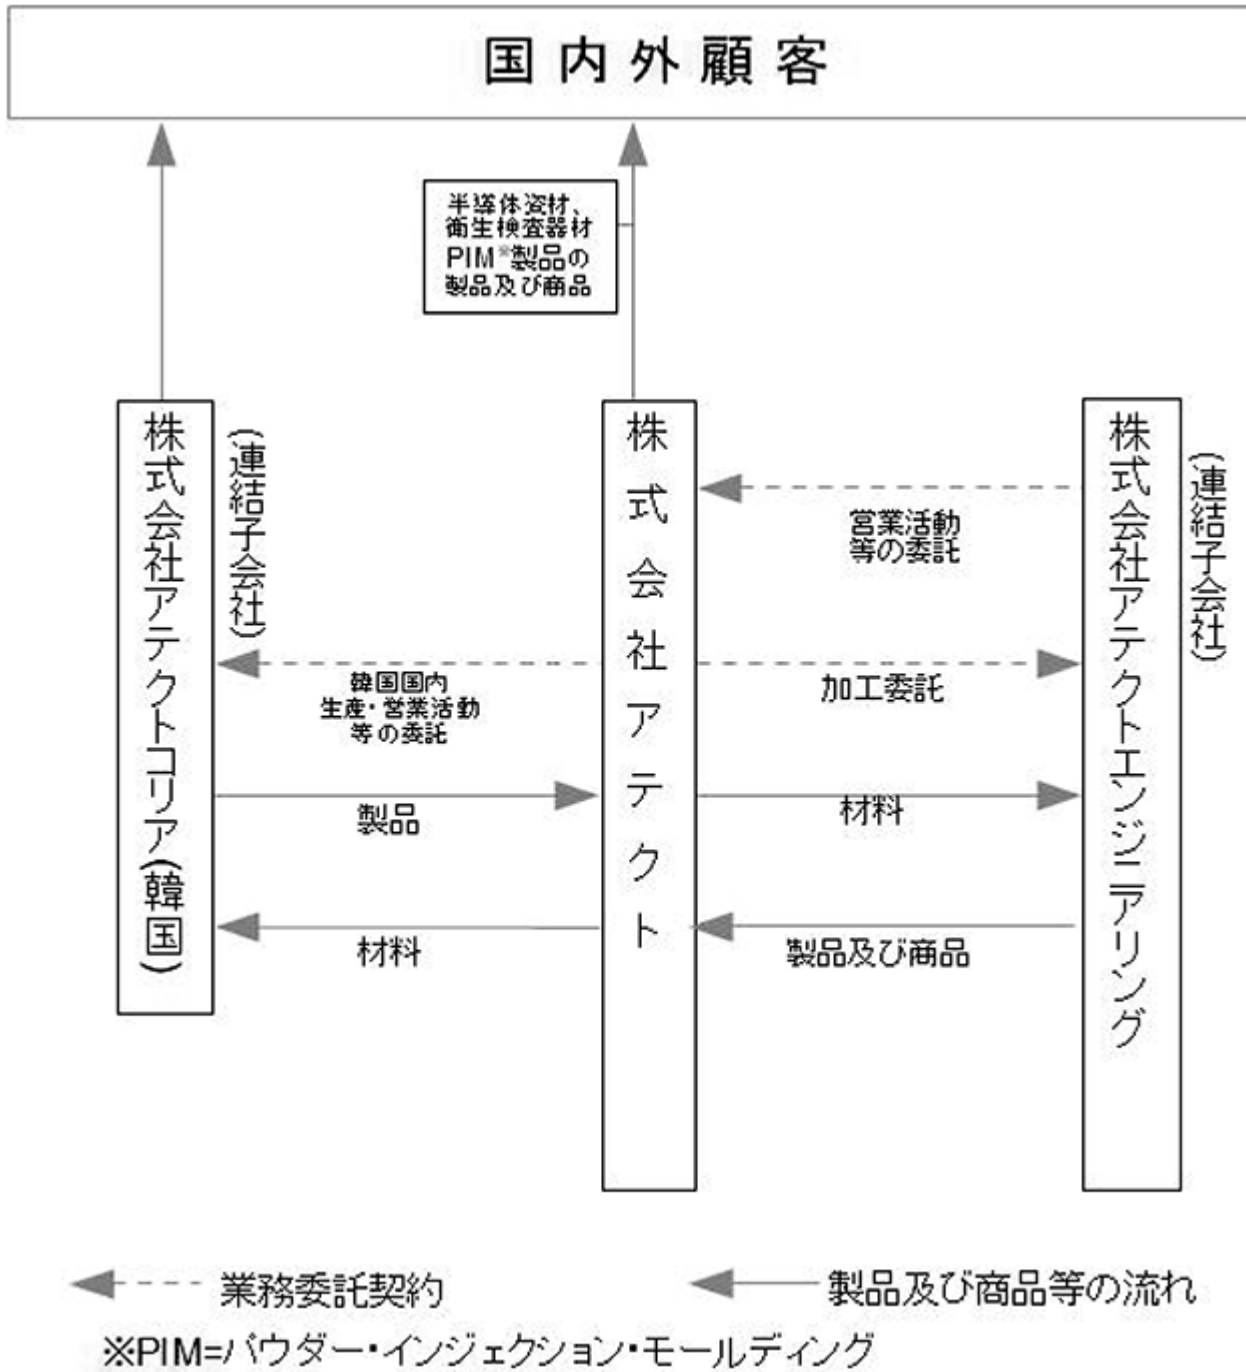 国内外顧客
半導体資材、
衛生検査器材
PIM※製品の
製品及び商品
株式会社アテクトコリア(韓国)
(連結子会社)
株式会社アテクト
株式会社アテクトエンジニアリング
(連結子会社)
営業活動
等の委託
韓国国内
生産・営業活動
等の委託
加工委託
製品
材料
材料
製品及び商品
業務委託契約
製品及び商品等の流れ
※PIM=パウダー・インジェクション・モールディング